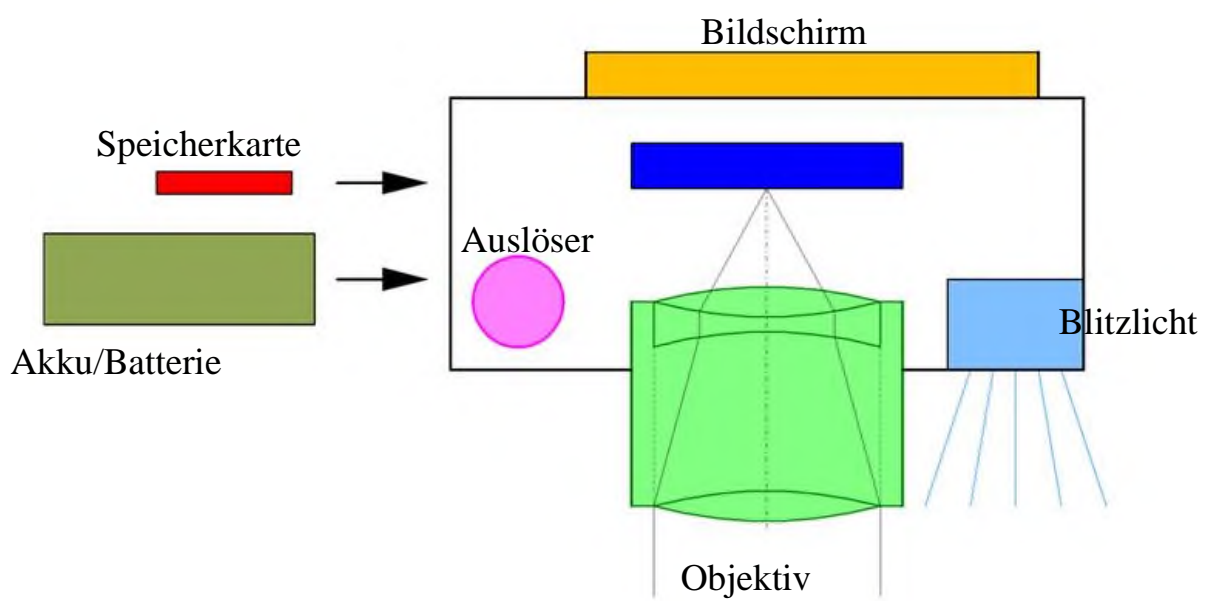 Bildschirm
Speicherkarte
Auslöser
Blitzlicht
Akku/Batterie
Objektiv